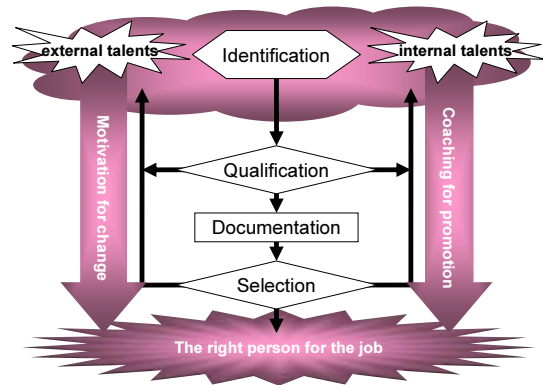 external talents
Identification
internal talents
Motivation for change
Coaching for promotion
Qualification
Documentation
Selection
The right person for the job